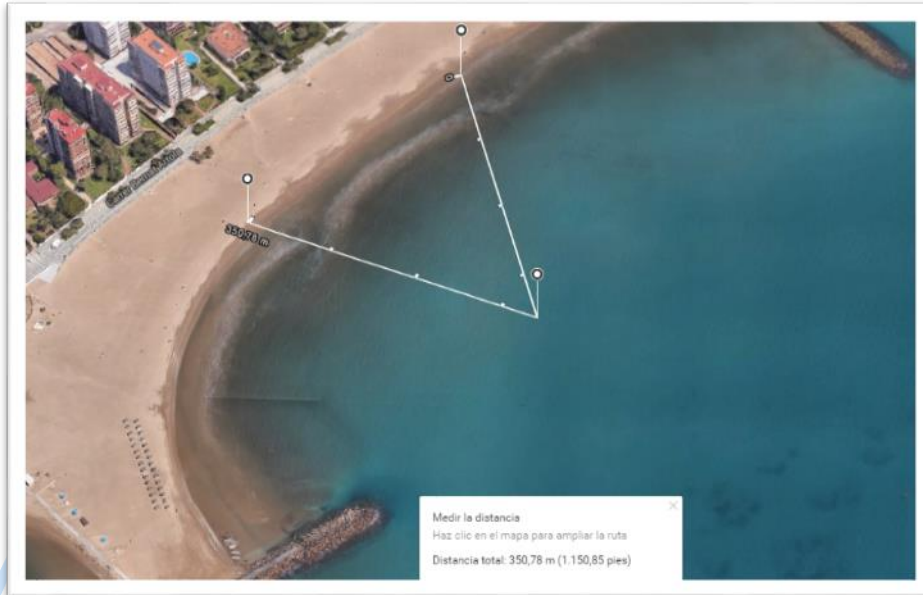 350,78 m
Medir la distancia
Haz clic en el mapa para ampliar la ruta
Distancia total: 350,78 m (1.150,85 pies)